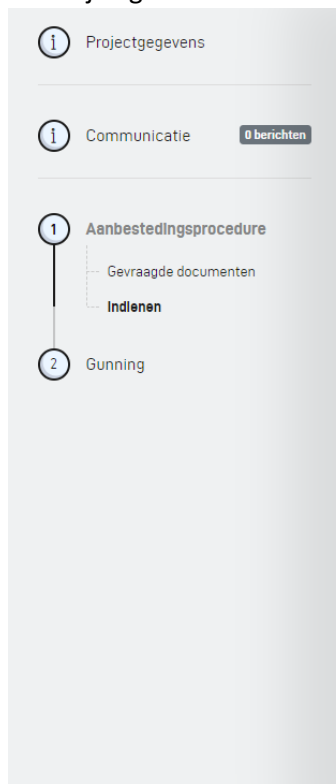 i Projectgegevens
i Communicatie 0 berichten
1 Aanbestedingsprocedure
Gevraagde documenten
Indienen
2 Gunning